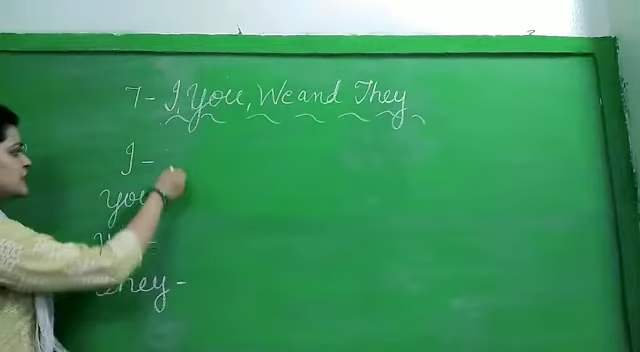 7- I, You, We and They
I -
You
They -